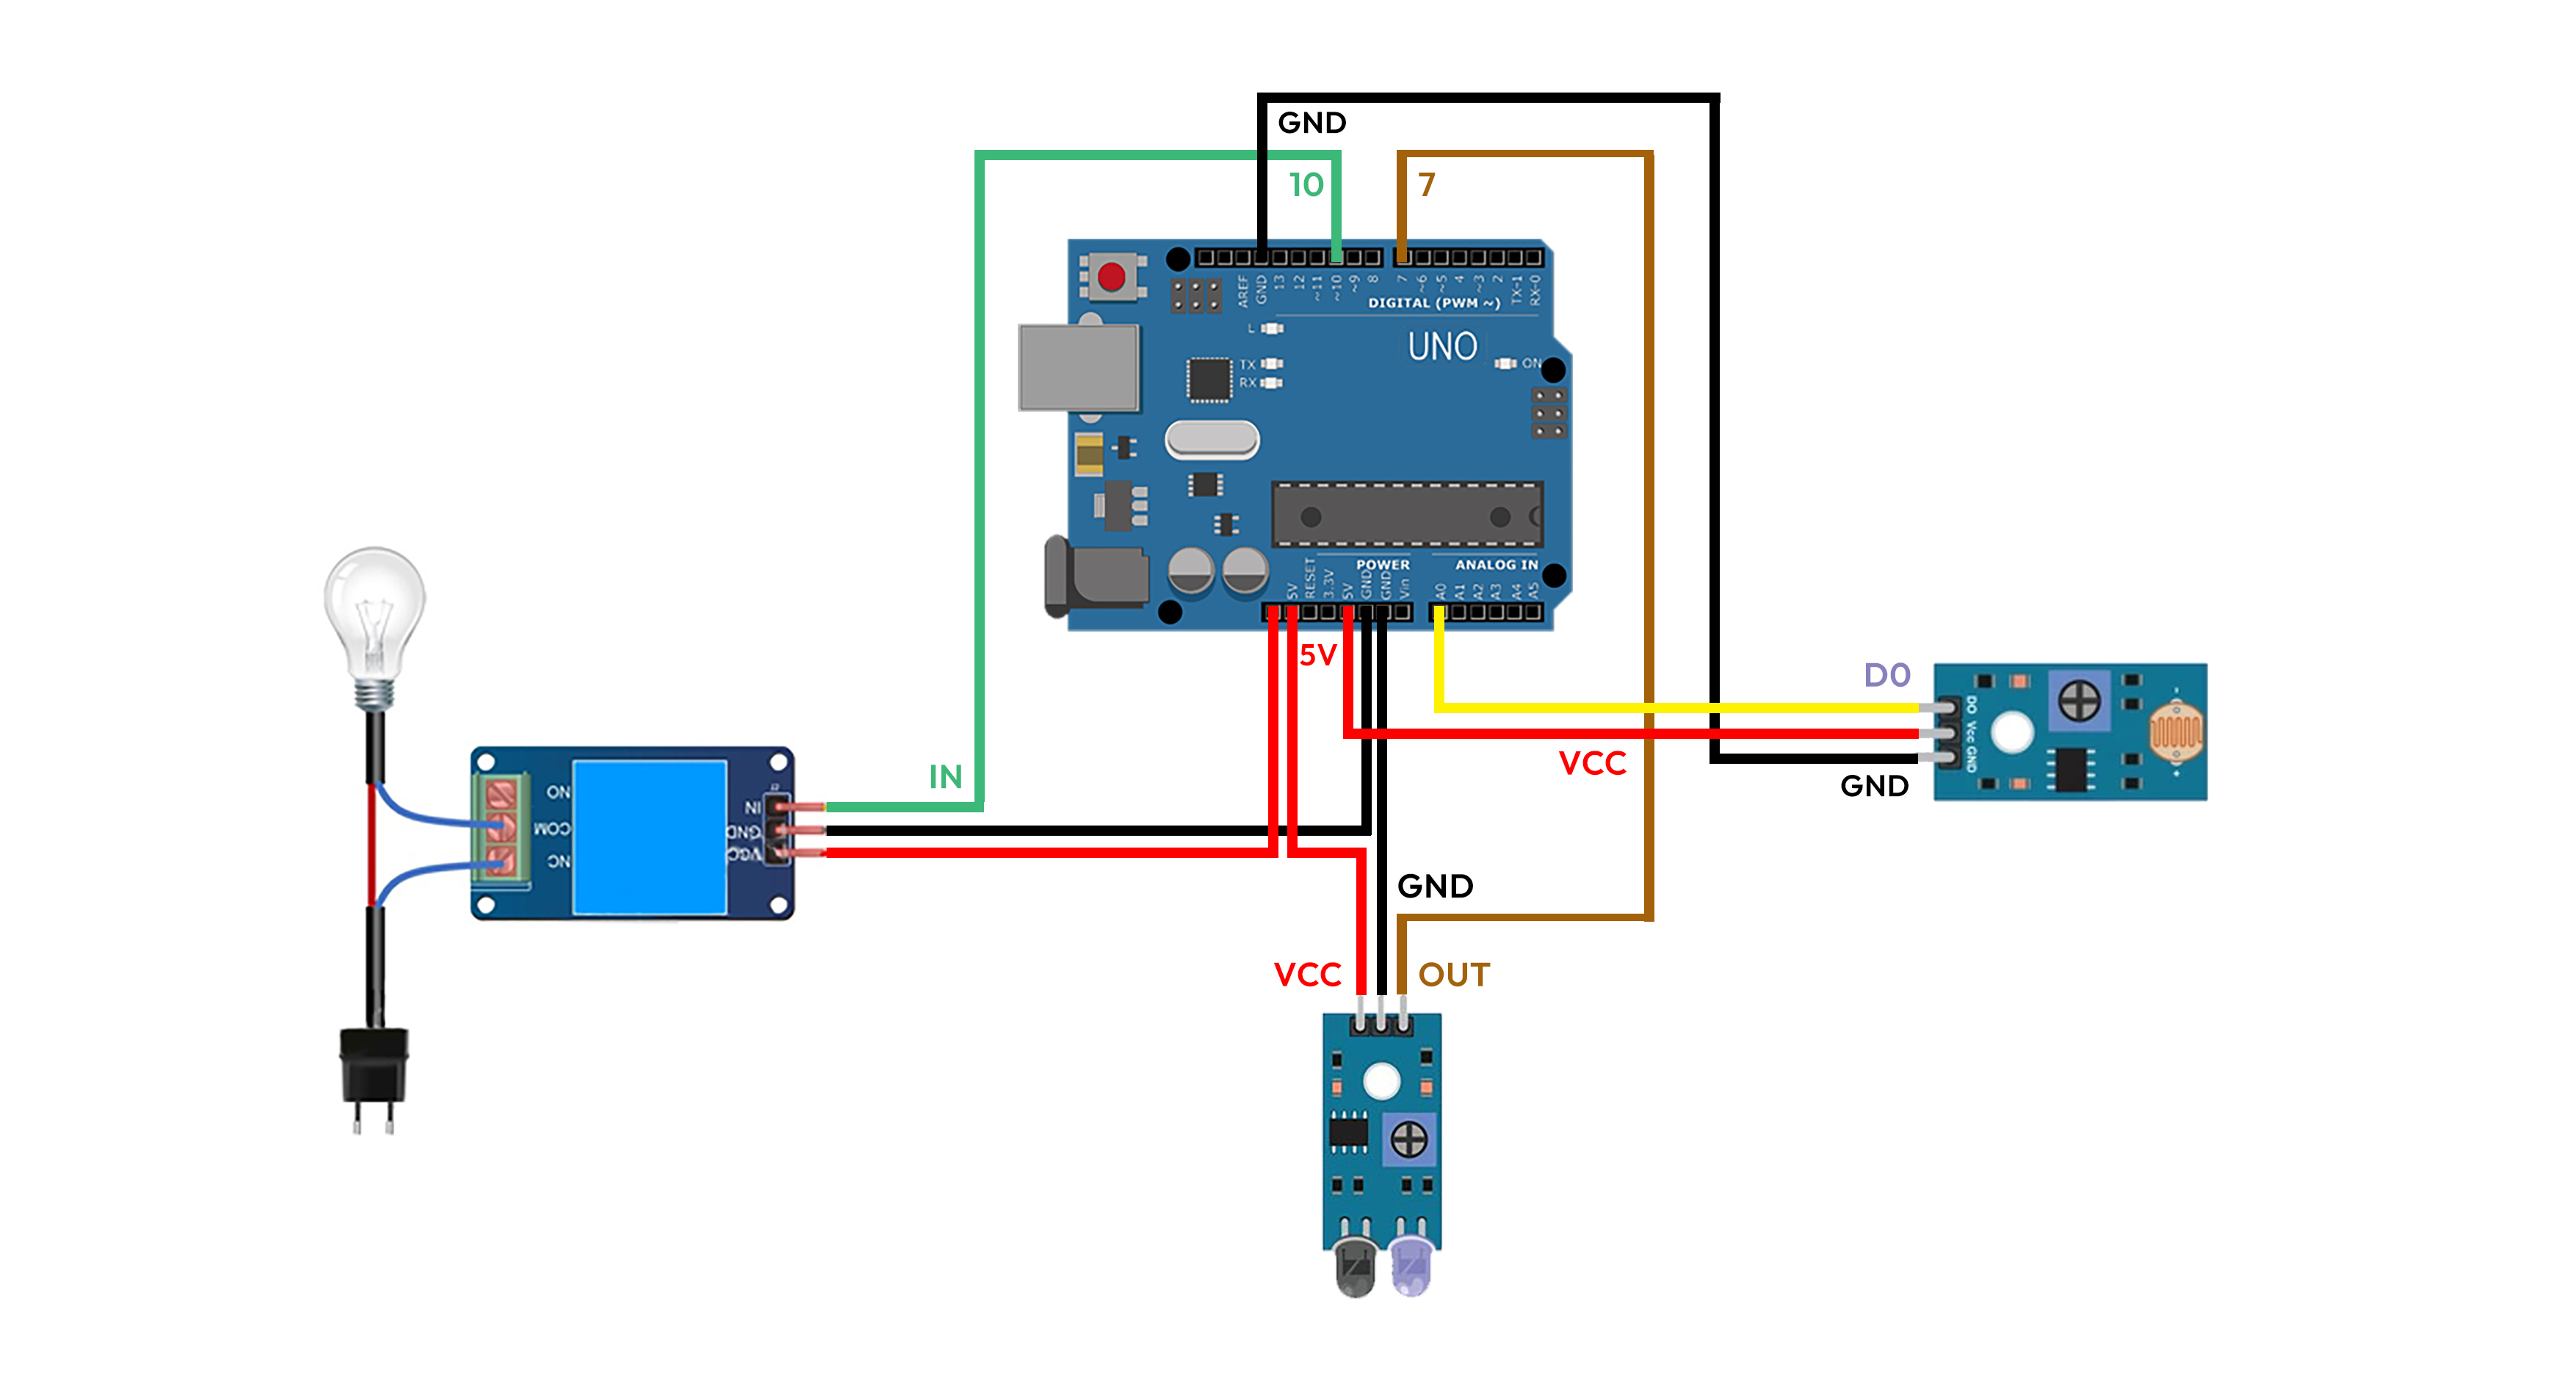 GND
10
7
AREF
GND
13
12
~11
~10
~9
8
7
~6
~5
4
~3
2
TX-1
RX-0
DIGITAL (PWM ~)
L
UNO
TX
RX
ON
POWER
ANALOG IN
5V
RESET
3.3V
5V
GND
GND
Vin
A0
A1
A2
A3
A4
A5
5V
D0
DO
Vcc
GND
VCC
GND
IN
NO
COM
NC
IN
GND
VCC
GND
VCC
OUT